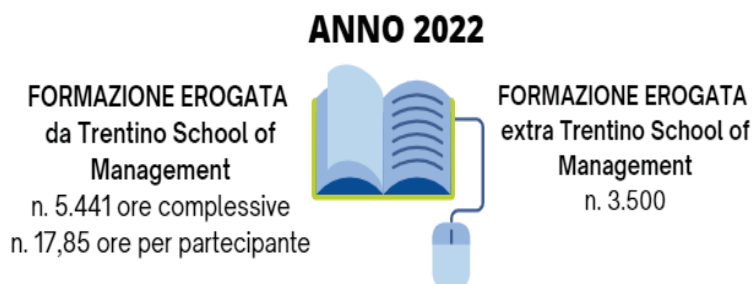 ANNO 2022
FORMAZIONE EROGATA
da Trentino School of
Management
n. 5.441 ore complessive
n. 17,85 ore per partecipante
FORMAZIONE EROGATA
extra Trentino School of
Management
n. 3.500